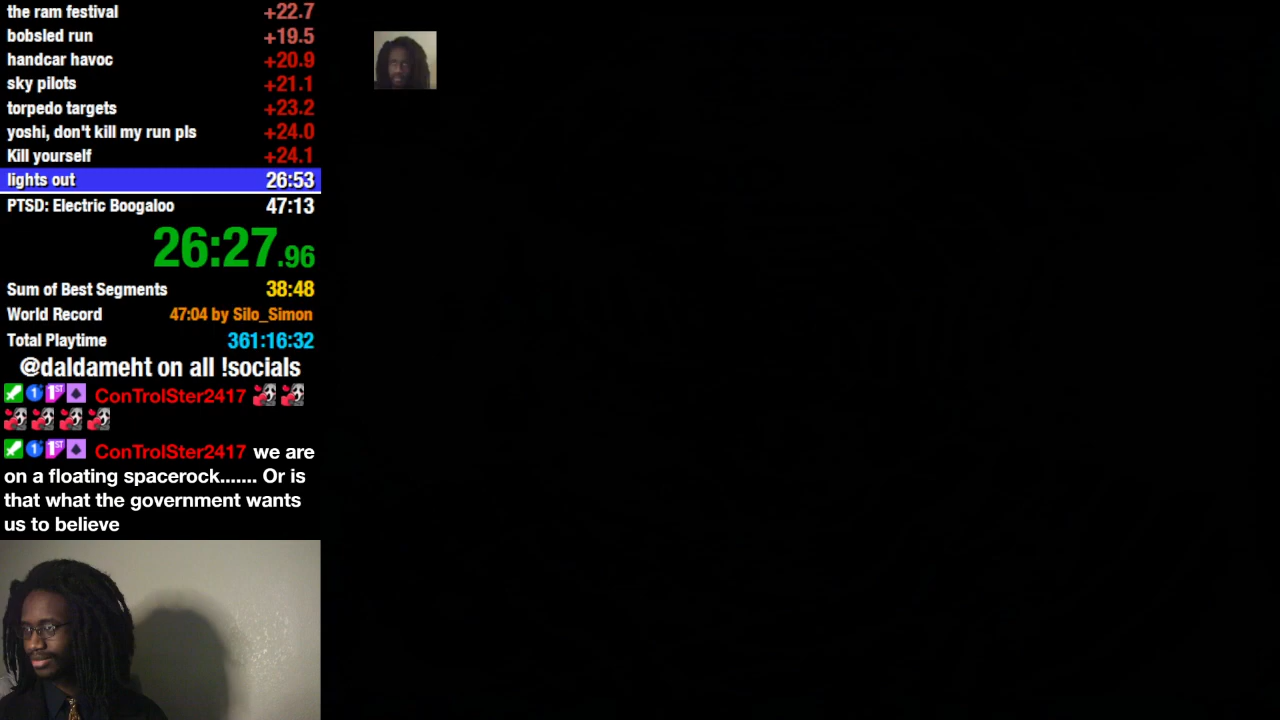 the ram festival +22.7
bobsled run +19.5
handcar havoc +20.9
sky pilots +21.1
torpedo targets +23.2
yoshi, don't kill my run pls +24.0
Kill yourself +24.1
lights out 26:53
PTSD: Electric Boogaloo 47:13
26:27.96
Sum of Best Segments 38:48
World Record 47:04 by Silo_Simon
Total Playtime 361:16:32
@daldameht on all !socials
1 1ST ConTrolSter2417
1 1ST ConTrolSter2417 we are
on a floating spacerock....... Or is
that what the government wants
us to believe